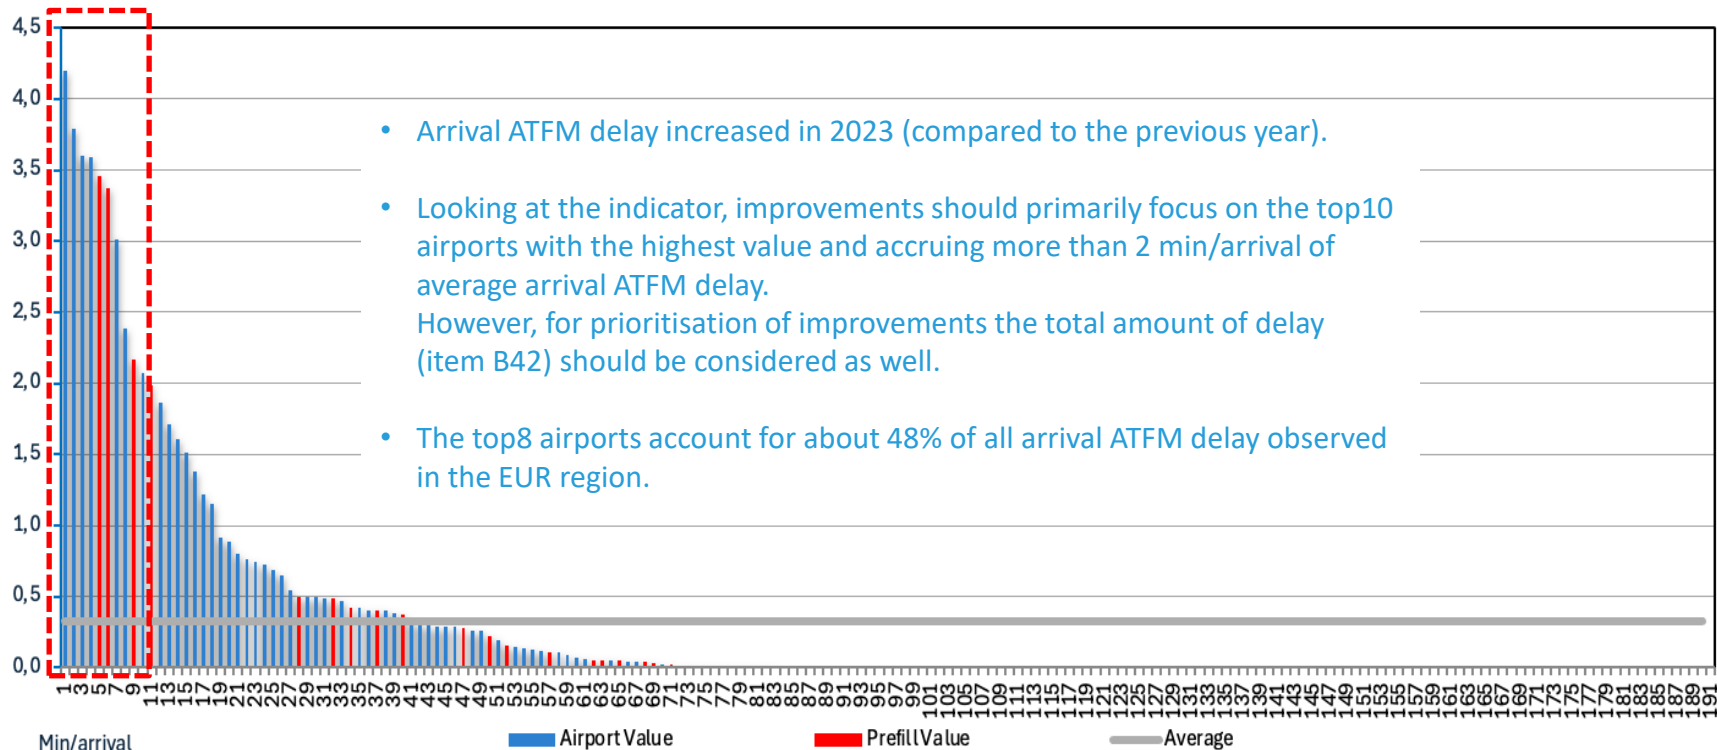 4,5
4,0
3,5
3,0
2,5
2,0
1,5
1,0
0,5
0,0
• Arrival ATFM delay increased in 2023 (compared to the previous year).
• Looking at the indicator, improvements should primarily focus on the top10
airports with the highest value and accruing more than 2 min/arrival of
average arrival ATFM delay.
However, for prioritisation of improvements the total amount of delay
(item B42) should be considered as well.
• The top8 airports account for about 48% of all arrival ATFM delay observed
in the EUR region.
1 3 5 7 9 11 13 15 17 19 21 23 25 27 29 31 33 35 37 39 41 43 45 47 49 51 53 55 57 59 61 63 65 67 69 71 73 75 77 79 81 83 85 87 89 91 93 95 97 99 101 103 105 107 109 111 113 115 117 119 121 123 125 127 129 131 133 135 137 139 141 143 145 147 149 151 153 155 157 159 161 163 165 167 169 171 173 175 177 179 181 183 185 187 189 191
Min/arrival
Airport Value Prefill Value Average